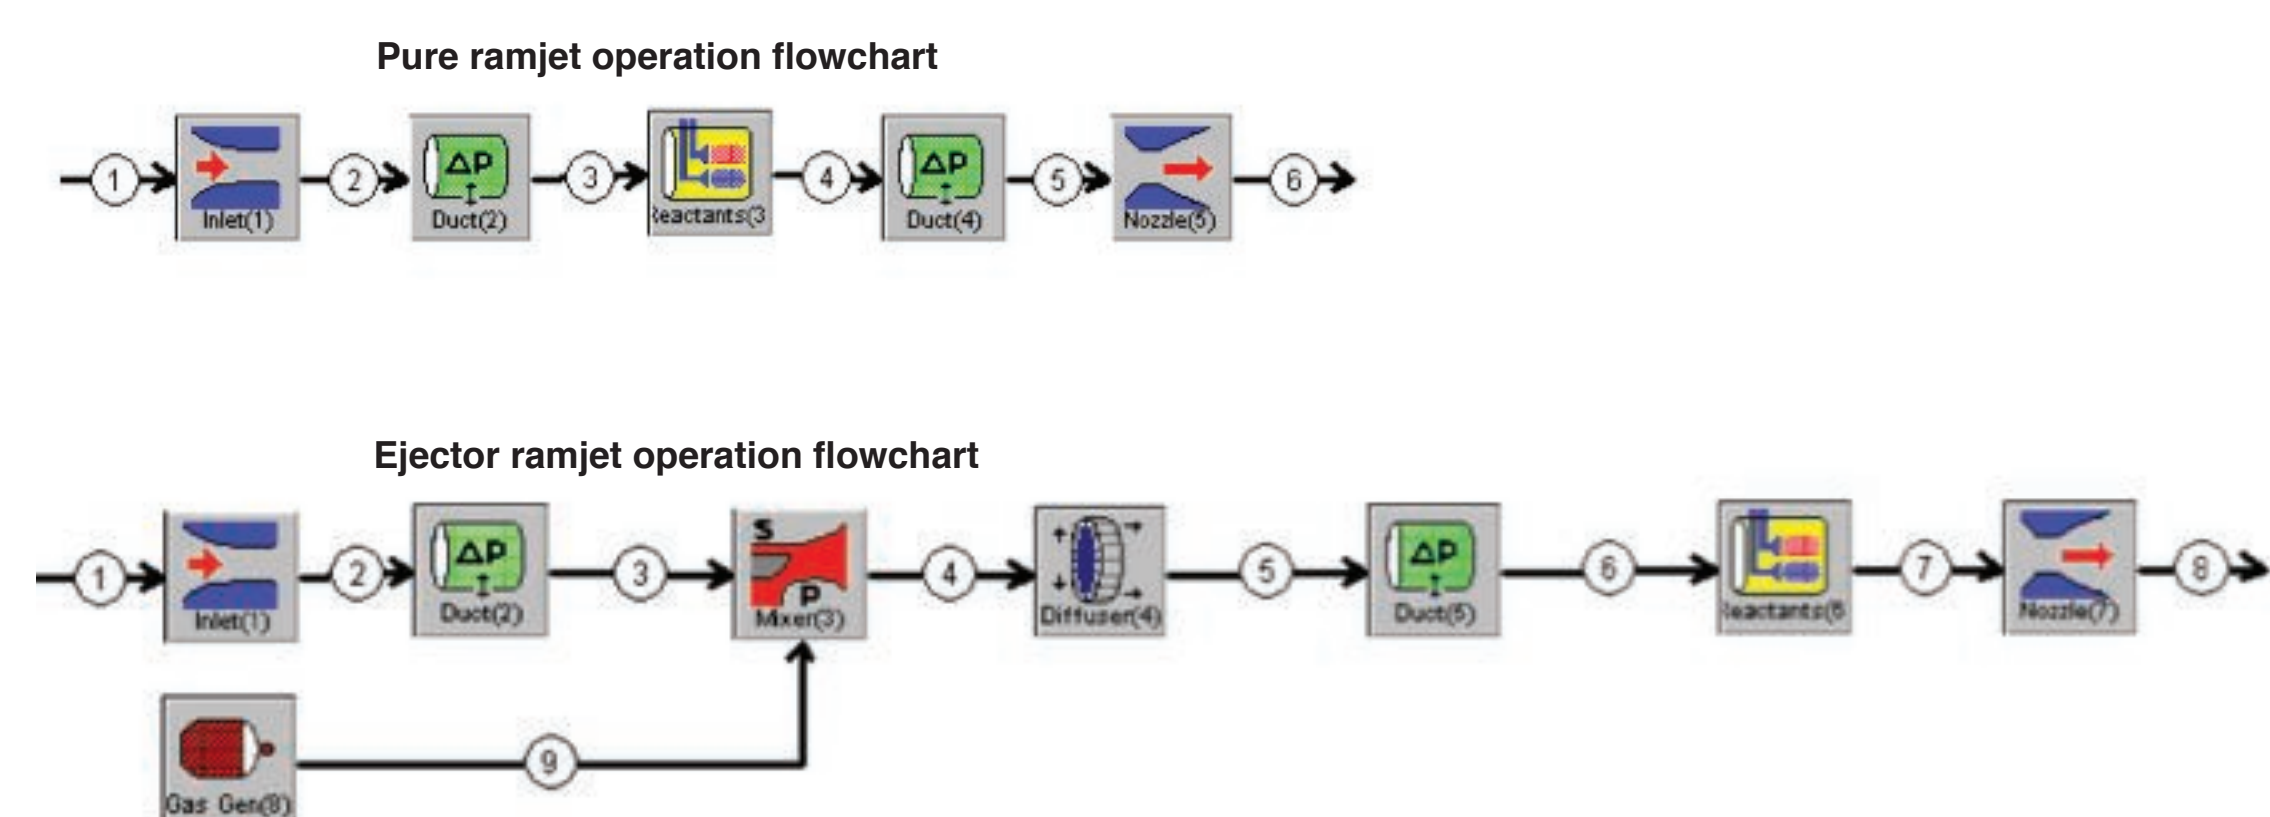 Pure ramjet operation flowchart
1 2 3 4 5 6
ΔP ΔP
Inlet(1) Duct(2) Reactants(3 Duct(4) Nozzle(5)
Ejector ramjet operation flowchart
1 2 3 4 5 6 7 8
ΔP S P ΔP
Inlet(1) Duct(2) Mixer(3) Diffuser(4) Duct(5) Reactants(6 Nozzle(7)
9
Gas Gen(8)